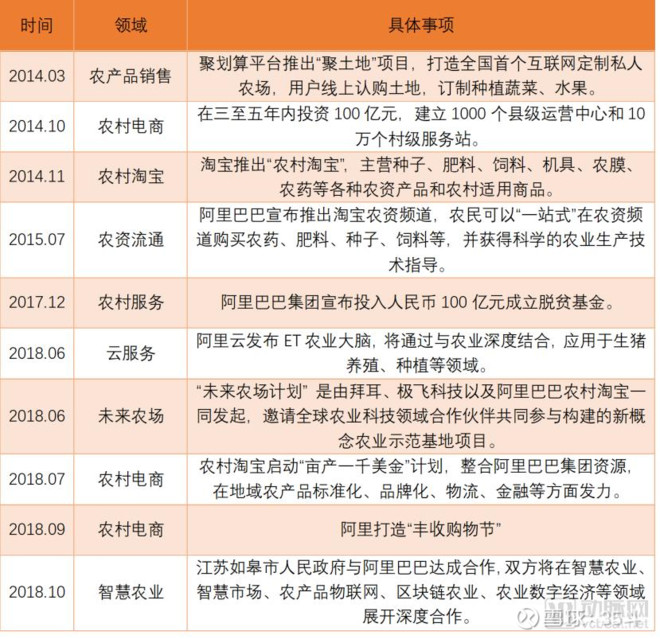 时间 领域 具体事项
2014.03 农产品销售 聚划算平台推出“聚土地”项目，打造全国首个互联网定制私人
农场，用户线上认购土地，订制种植蔬菜、水果。
2014.10 农村电商 在三至五年内投资 100 亿元，建立 1000 个县级运营中心和 10
万个村级服务站。
2014.11 农村淘宝 淘宝推出“农村淘宝”，主营种子、肥料、饲料、机具、农膜、
农药等各种农资产品和农村适用商品。
2015.07 农资流通 阿里巴巴宣布推出淘宝农资频道，农民可以“一站式”在农资频
道购买农药、肥料、种子、饲料等，并获得科学的农业生产技
术指导。
2017.12 农村服务 阿里巴巴集团宣布投入人民币 100 亿元成立脱贫基金。
2018.06 云服务 阿里云发布 ET 农业大脑，将通过与农业深度结合，应用于生猪
养殖、种植等领域。
2018.06 未来农场 “未来农场计划” 是由拜耳、极飞科技以及阿里巴巴农村淘宝一
同发起，邀请全球农业科技领域合作伙伴共同参与构建的新概
念农业示范基地项目。
2018.07 农村电商 农村淘宝启动“亩产一千美金”计划，整合阿里巴巴集团资源，
在地域农产品标准化、品牌化、物流、金融等方面发力。
2018.09 农村电商 阿里打造“丰收购物节”
2018.10 智慧农业 江苏如皋市人民政府与阿里巴巴达成合作，双方将在智慧农业、
智慧市场、农产品物联网、区块链农业、农业数字经济等领域
展开深度合作。
雪球